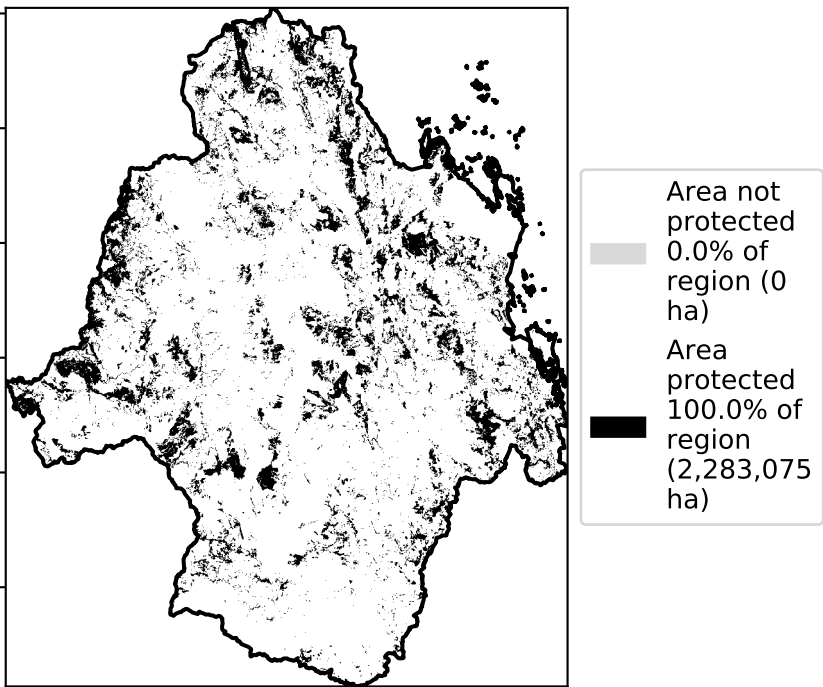 Area not
protected
0.0% of
region (0
ha)
Area
protected
100.0% of
region
(2,283,075
ha)